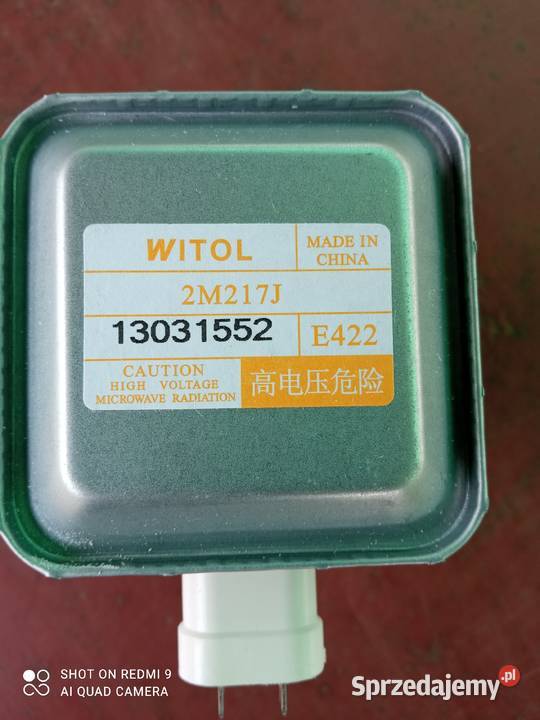 WITOL
MADE IN
CHINA
2M217J
13031552
E422
CAUTION
HIGH VOLTAGE
MICROWAVE RADIATION
高电压危险
SHOT ON REDMI 9
AI QUAD CAMERA
Sprzedajemy.pl